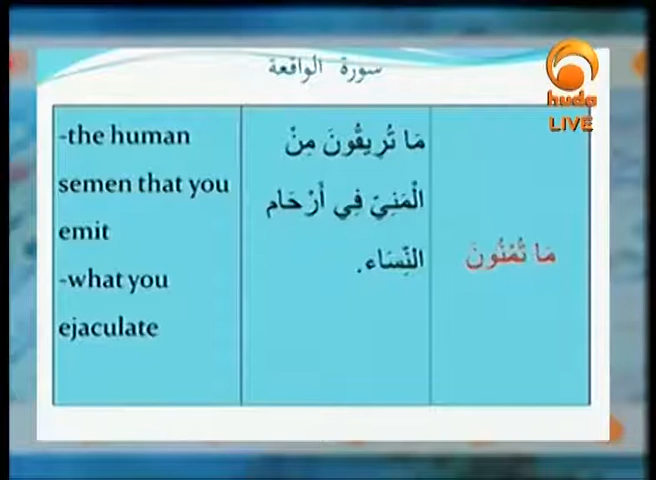 سورة الواقعة
huda
LIVE
-the human
semen that you
emit
-what you
ejaculate
مَا تُرِيقُونَ مِنْ
الْمَنِيّ فِي أَرْحَام
النِّسَاء.
مَا تُمْنُونَ